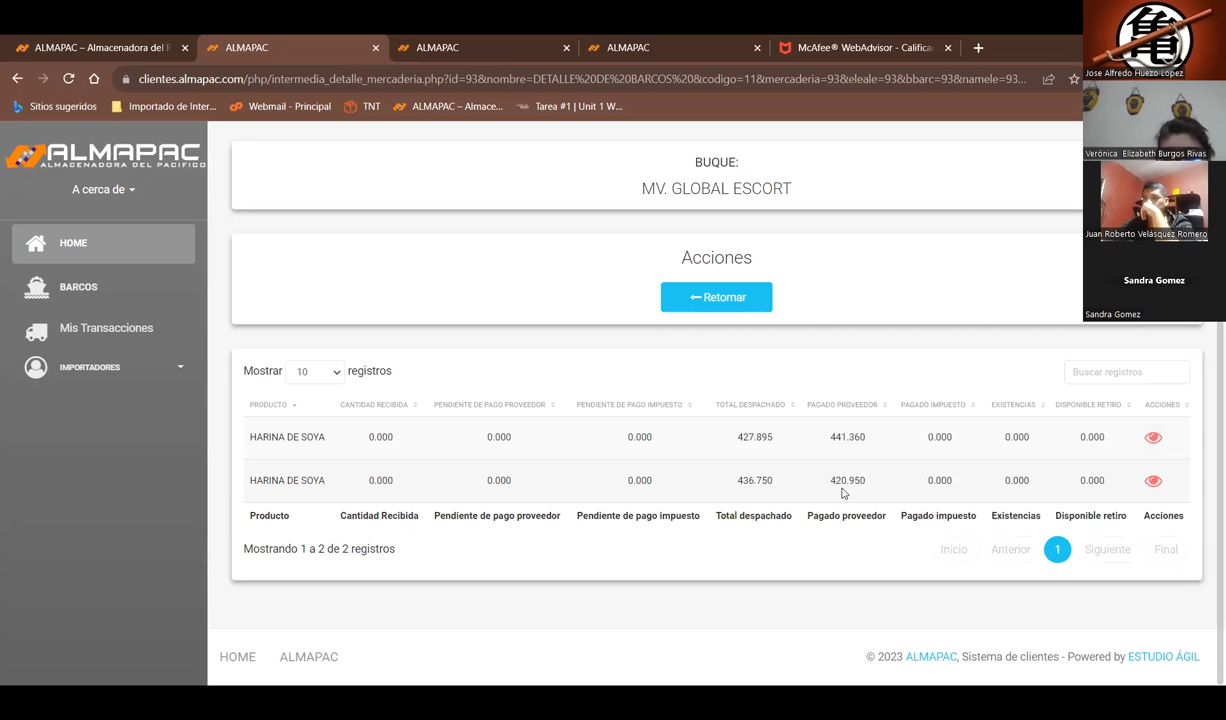 ALMAPAC – Almacenadora del P
ALMAPAC
ALMAPAC
ALMAPAC
McAfee® WebAdvisor - Califica
clientes.almapac.com/php/intermedia_detalle_mercaderia.php?id=93&nombre=DETALLE%20DE%20BARCOS%20&codigo=11&mercaderia=93&eleale=93&bbarc=93&namele=93...
Sitios sugeridos
Importado de Inter...
Webmail - Principal
TNT
ALMAPAC – Almace...
Tarea #1 | Unit 1 W...
亀
Jose Alfredo Huezo Lopez
Verónica Elizabeth Burgos Rivas
Juan Roberto Velásquez Romero
Sandra Gomez
Sandra Gomez
ALMAPAC
ALMACENADORA DEL PACIFICO
A cerca de
HOME
BARCOS
Mis Transacciones
IMPORTADORES
BUQUE:
MV. GLOBAL ESCORT
Acciones
Retornar
Mostrar 10 registros
Buscar registros
PRODUCTO CANTIDAD RECIBIDA PENDIENTE DE PAGO PROVEEDOR PENDIENTE DE PAGO IMPUESTO TOTAL DESPACHADO PAGADO PROVEEDOR PAGADO IMPUESTO EXISTENCIAS DISPONIBLE RETIRO ACCIONES
HARINA DE SOYA 0.000 0.000 0.000 427.895 441.360 0.000 0.000 0.000
HARINA DE SOYA 0.000 0.000 0.000 436.750 420.950 0.000 0.000 0.000
Producto Cantidad Recibida Pendiente de pago proveedor Pendiente de pago impuesto Total despachado Pagado proveedor Pagado impuesto Existencias Disponible retiro Acciones
Mostrando 1 a 2 de 2 registros
Inicio Anterior 1 Siguiente Final
HOME ALMAPAC
© 2023 ALMAPAC, Sistema de clientes - Powered by ESTUDIO ÁGIL